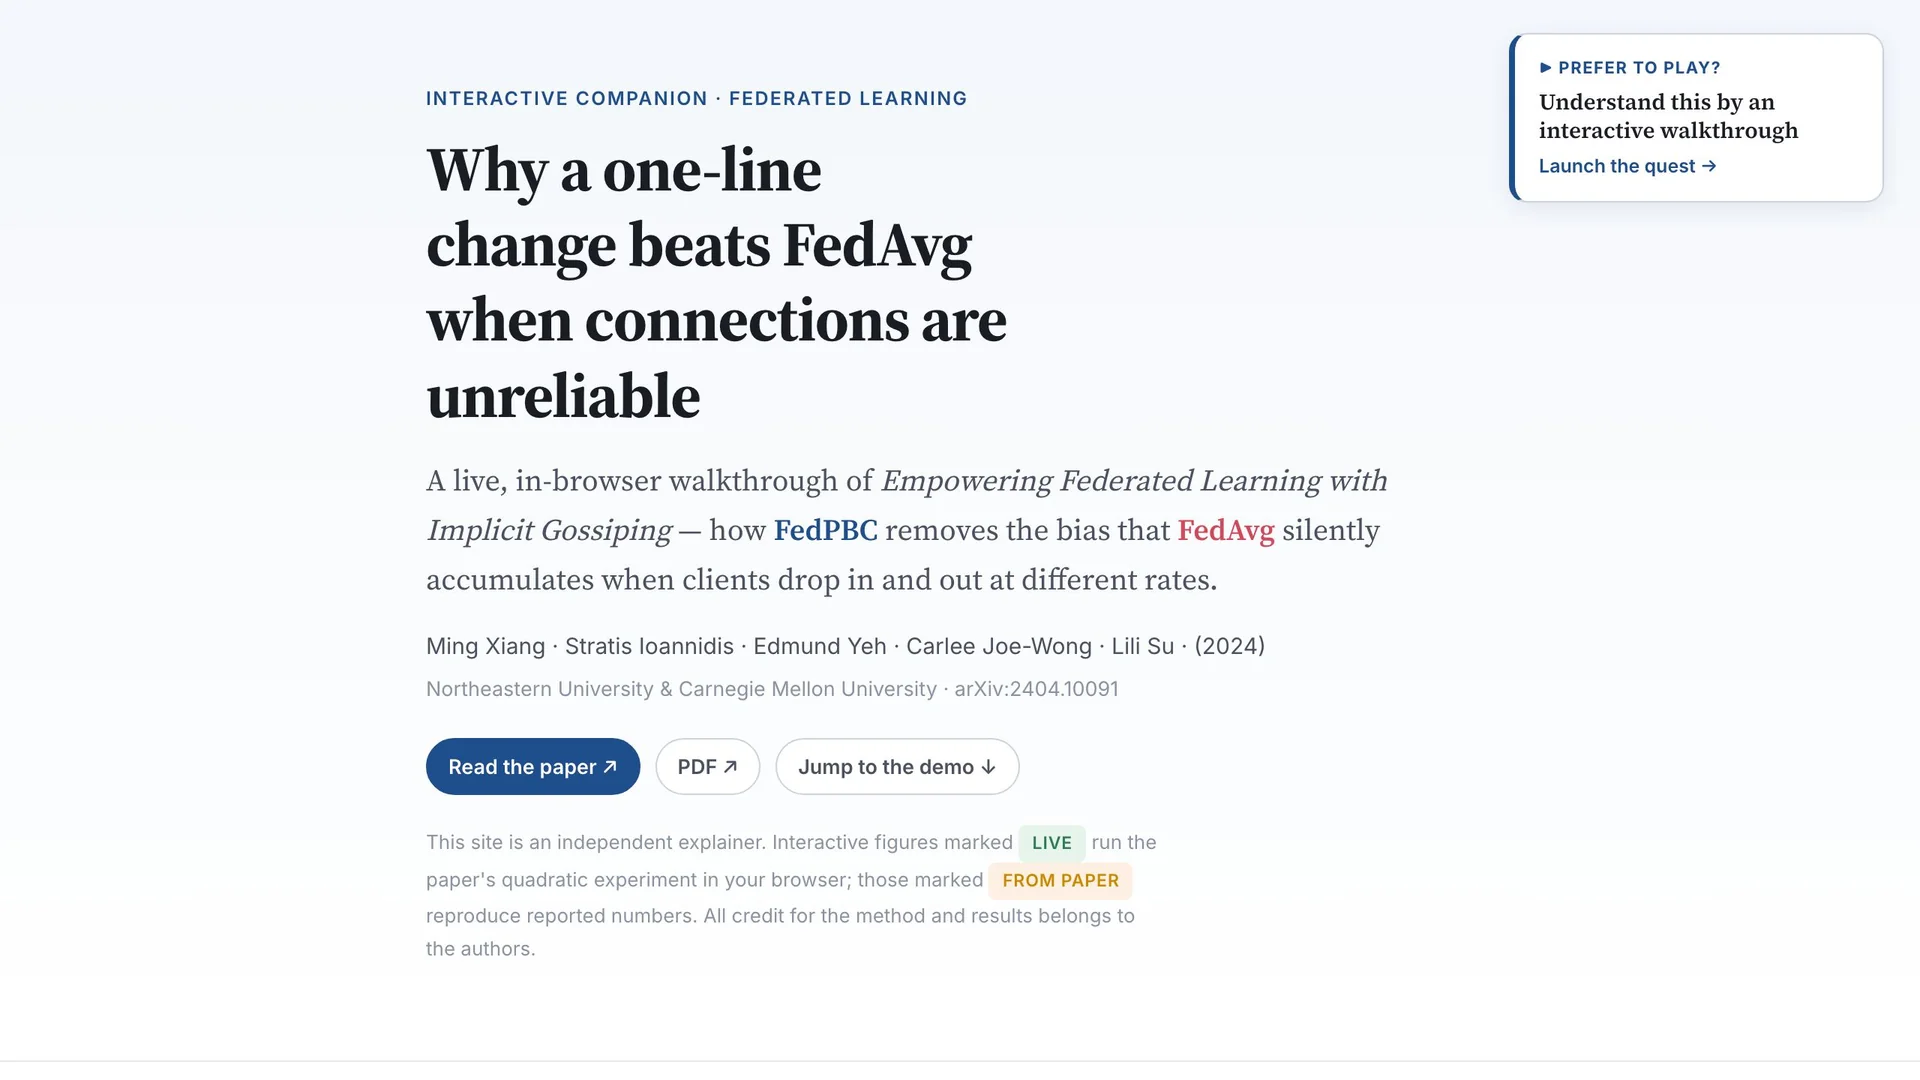 INTERACTIVE COMPANION · FEDERATED LEARNING
Why a one-line
change beats FedAvg
when connections are
unreliable
A live, in-browser walkthrough of Empowering Federated Learning with
Implicit Gossiping — how FedPBC removes the bias that FedAvg silently
accumulates when clients drop in and out at different rates.
Ming Xiang · Stratis Ioannidis · Edmund Yeh · Carlee Joe-Wong · Lili Su · (2024)
Northeastern University & Carnegie Mellon University · arXiv:2404.10091
Read the paper ↗
PDF ↗
Jump to the demo ↓
This site is an independent explainer. Interactive figures marked LIVE run the
paper's quadratic experiment in your browser; those marked FROM PAPER
reproduce reported numbers. All credit for the method and results belongs to
the authors.
▶ PREFER TO PLAY?
Understand this by an
interactive walkthrough
Launch the quest →